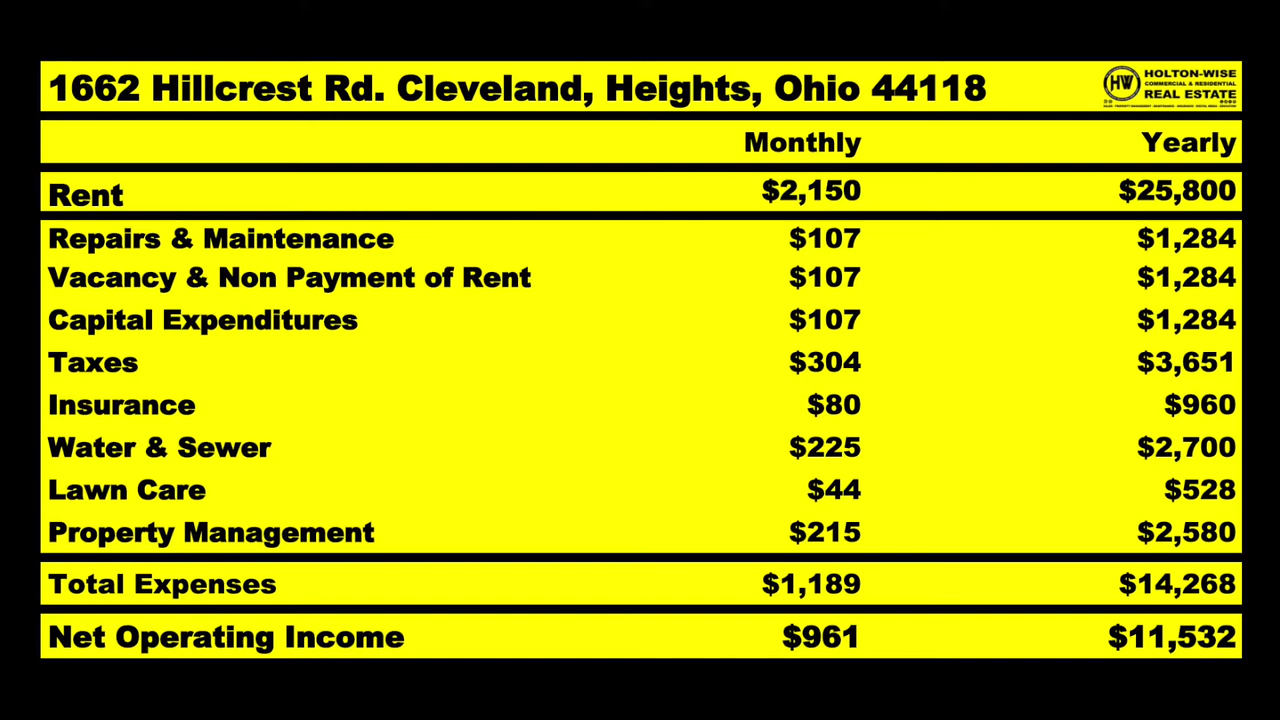 1662 Hillcrest Rd. Cleveland, Heights, Ohio 44118
HW
HOLTON-WISE
COMMERCIAL & RESIDENTIAL
REAL ESTATE
Monthly Yearly
Rent $2,150 $25,800
Repairs & Maintenance $107 $1,284
Vacancy & Non Payment of Rent $107 $1,284
Capital Expenditures $107 $1,284
Taxes $304 $3,651
Insurance $80 $960
Water & Sewer $225 $2,700
Lawn Care $44 $528
Property Management $215 $2,580
Total Expenses $1,189 $14,268
Net Operating Income $961 $11,532